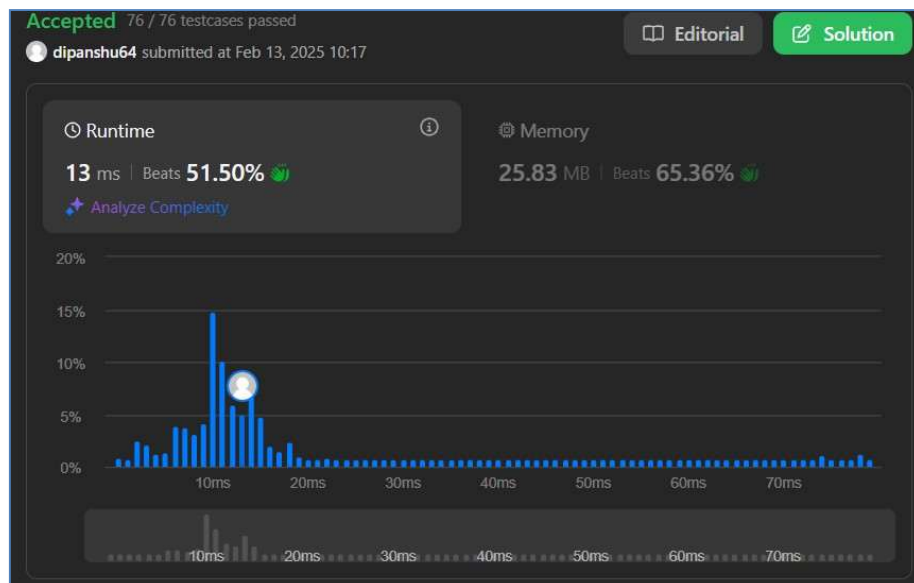 Accepted 76 / 76 testcases passed
dipanshu64 submitted at Feb 13, 2025 10:17
Editorial
Solution
Runtime
13 ms | Beats 51.50%
Analyze Complexity
Memory
25.83 MB | Beats 65.36%
20%
15%
10%
5%
0%
10ms 20ms 30ms 40ms 50ms 60ms 70ms
10ms 20ms 30ms 40ms 50ms 60ms 70ms